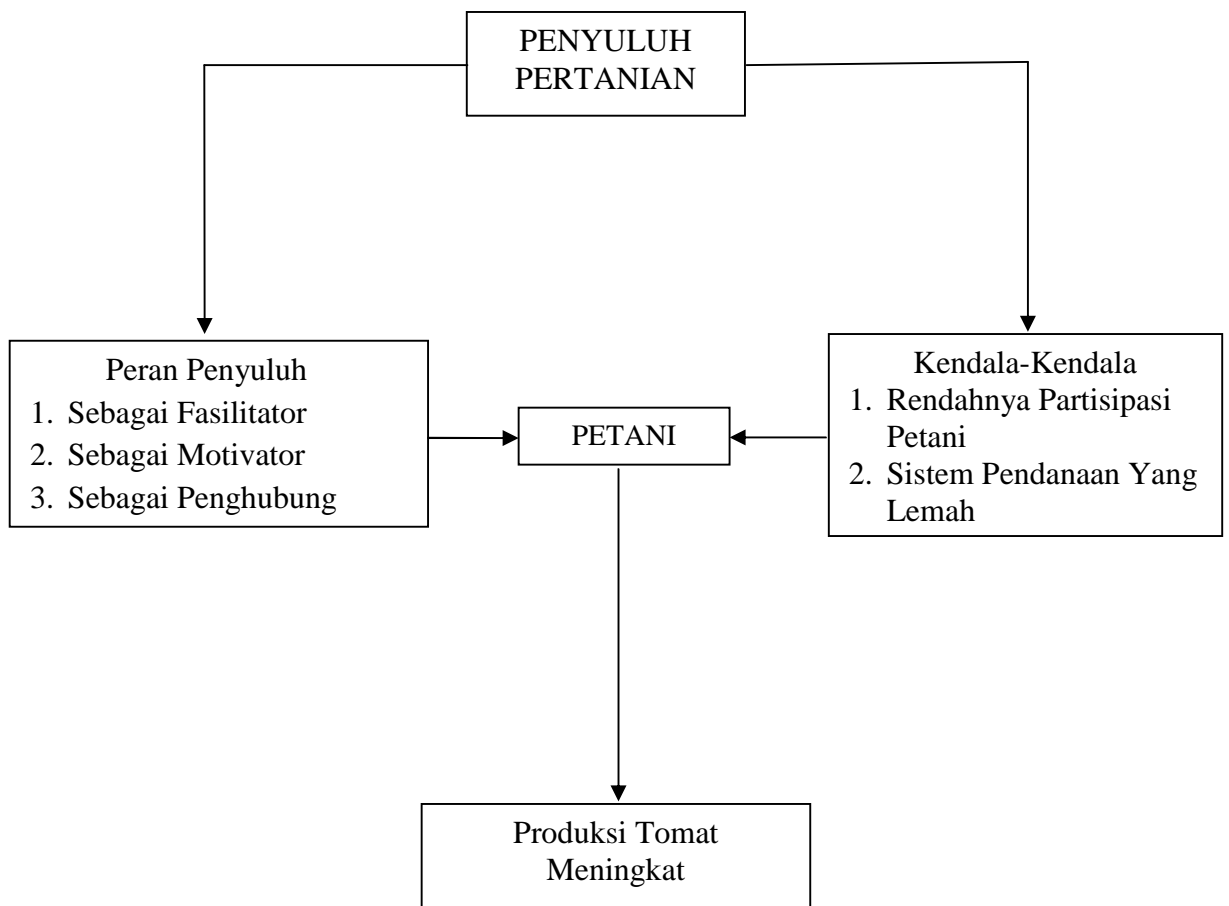 PENYULUH
PERTANIAN
Peran Penyuluh
1. Sebagai Fasilitator
2. Sebagai Motivator
3. Sebagai Penghubung
PETANI
Kendala-Kendala
1. Rendahnya Partisipasi
Petani
2. Sistem Pendanaan Yang
Lemah
Produksi Tomat
Meningkat